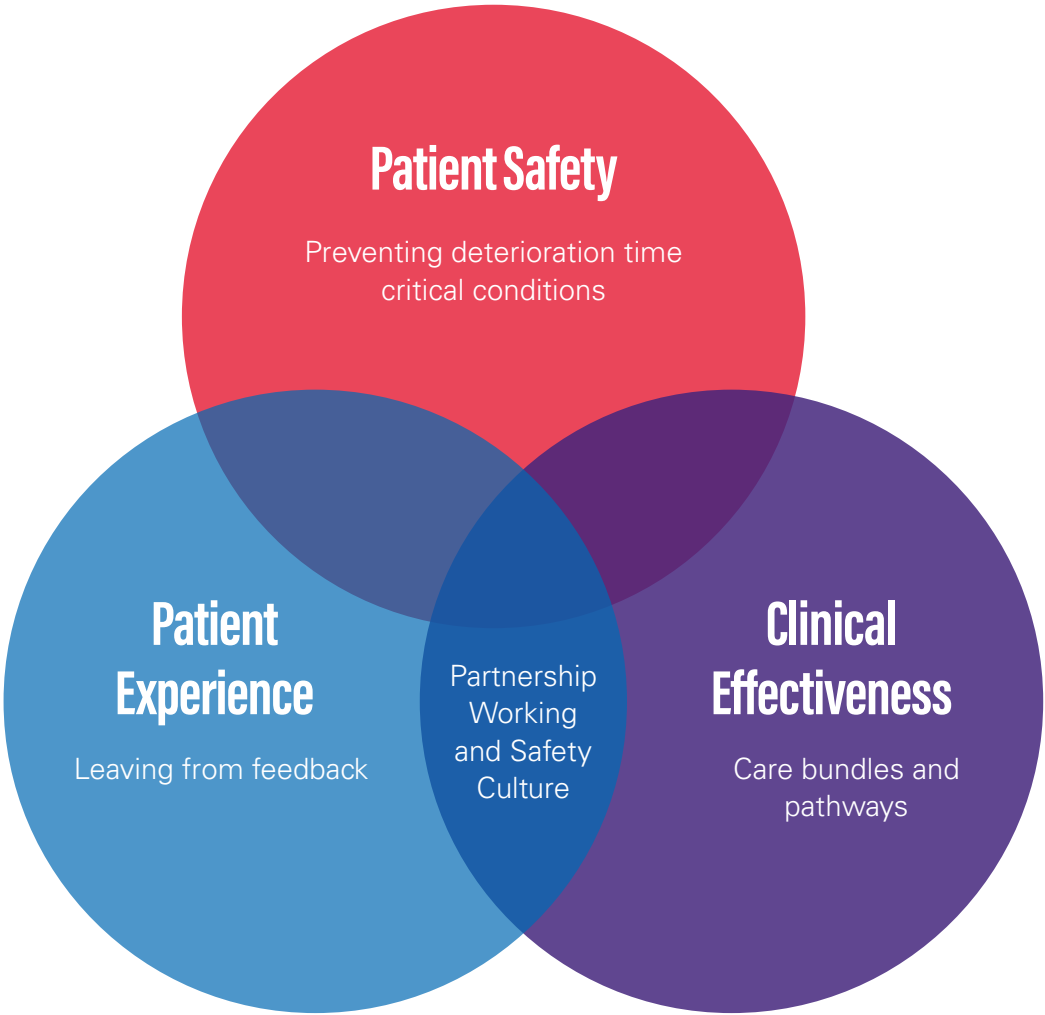 Patient Safety
Preventing deterioration time
critical conditions
Patient
Experience
Leaving from feedback
Partnership
Working
and Safety
Culture
Clinical
Effectiveness
Care bundles and
pathways